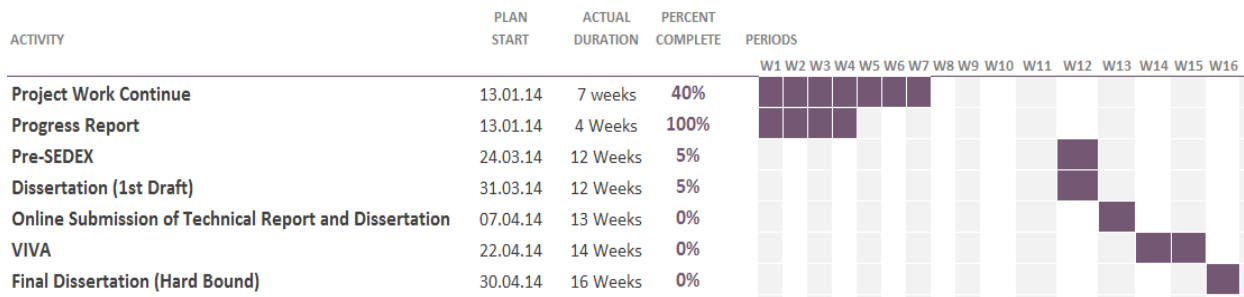 PLAN ACTUAL PERCENT
ACTIVITY START DURATION COMPLETE PERIODS
W1 W2 W3 W4 W5 W6 W7 W8 W9 W10 W11 W12 W13 W14 W15 W16
Project Work Continue 13.01.14 7 weeks 40%
Progress Report 13.01.14 4 Weeks 100%
Pre-SEDEX 24.03.14 12 Weeks 5%
Dissertation (1st Draft) 31.03.14 12 Weeks 5%
Online Submission of Technical Report and Dissertation 07.04.14 13 Weeks 0%
VIVA 22.04.14 14 Weeks 0%
Final Dissertation (Hard Bound) 30.04.14 16 Weeks 0%